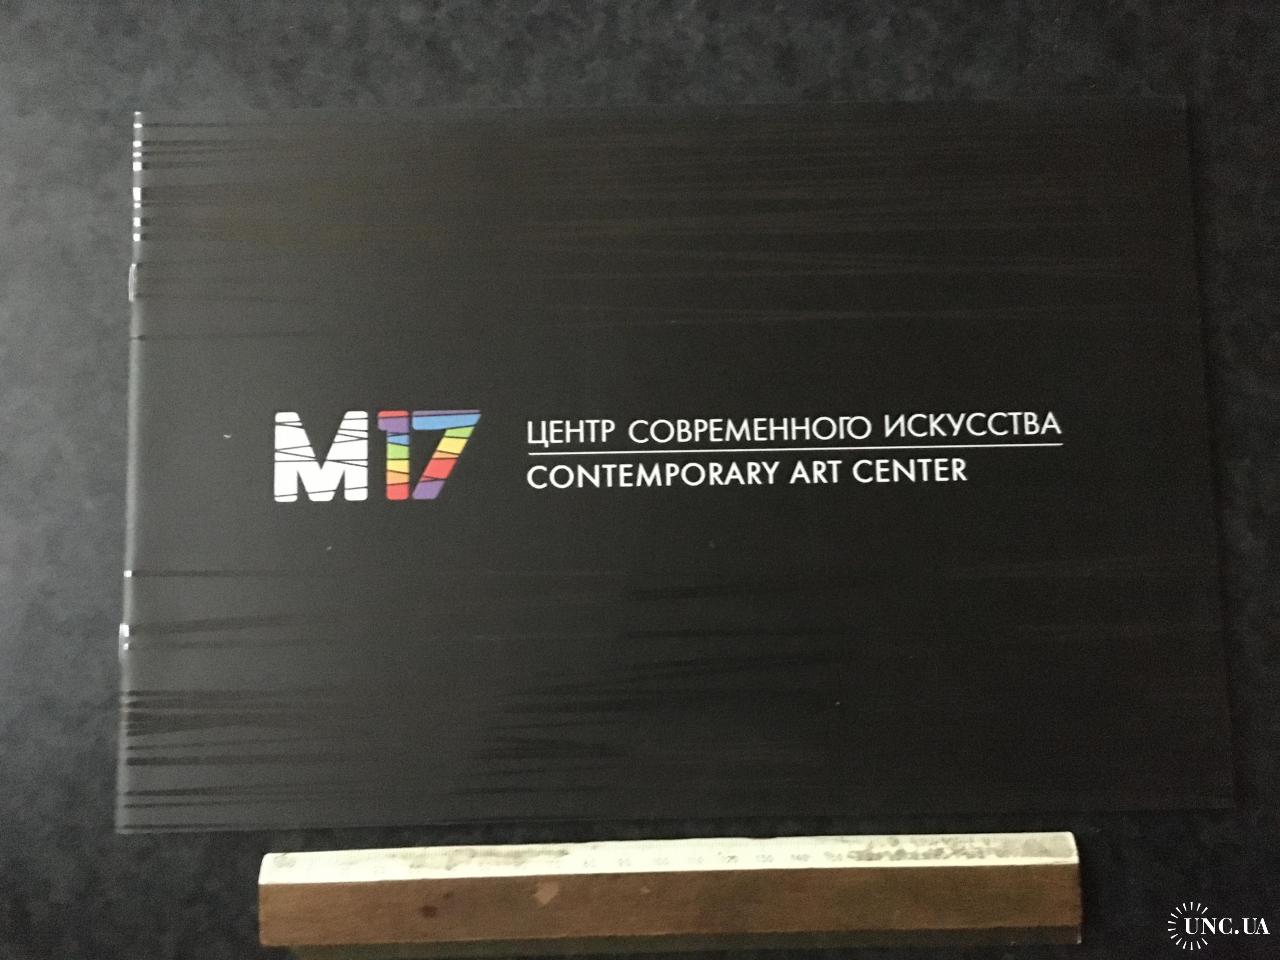 M17
ЦЕНТР СОВРЕМЕННОГО ИСКУССТВА
CONTEMPORARY ART CENTER
UNC.UA